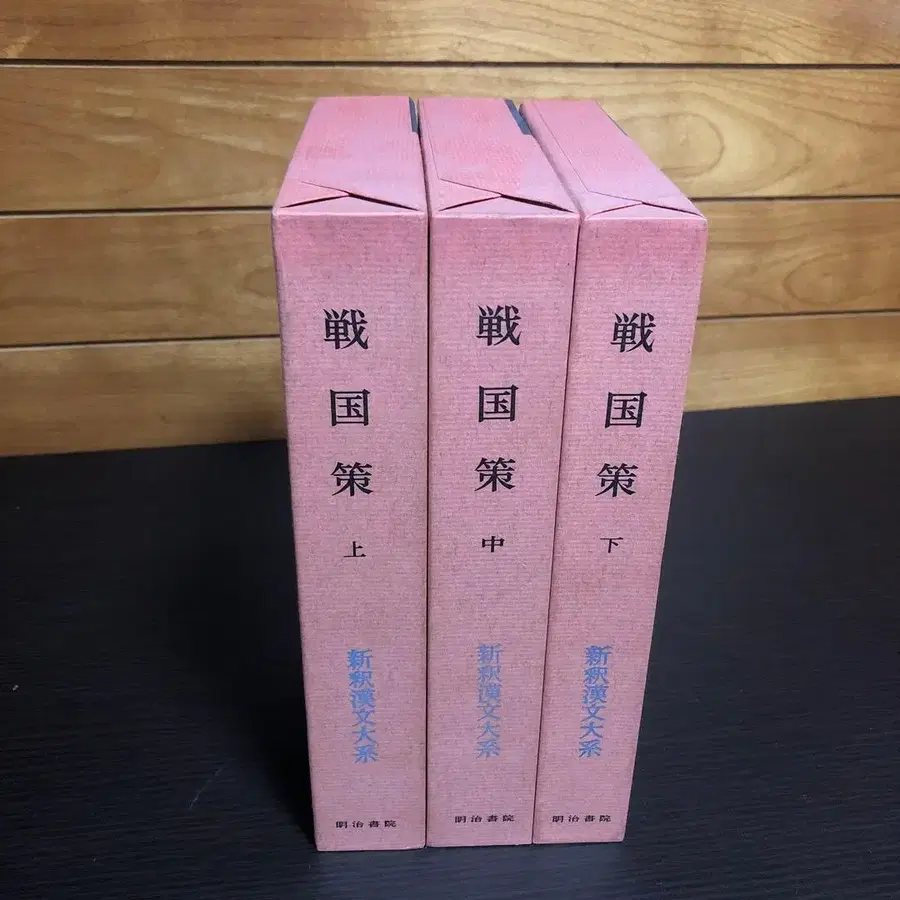 戦国策
上
新釈漢文大系
明治書院
戦国策
中
新釈漢文大系
明治書院
戦国策
下
新釈漢文大系
明治書院